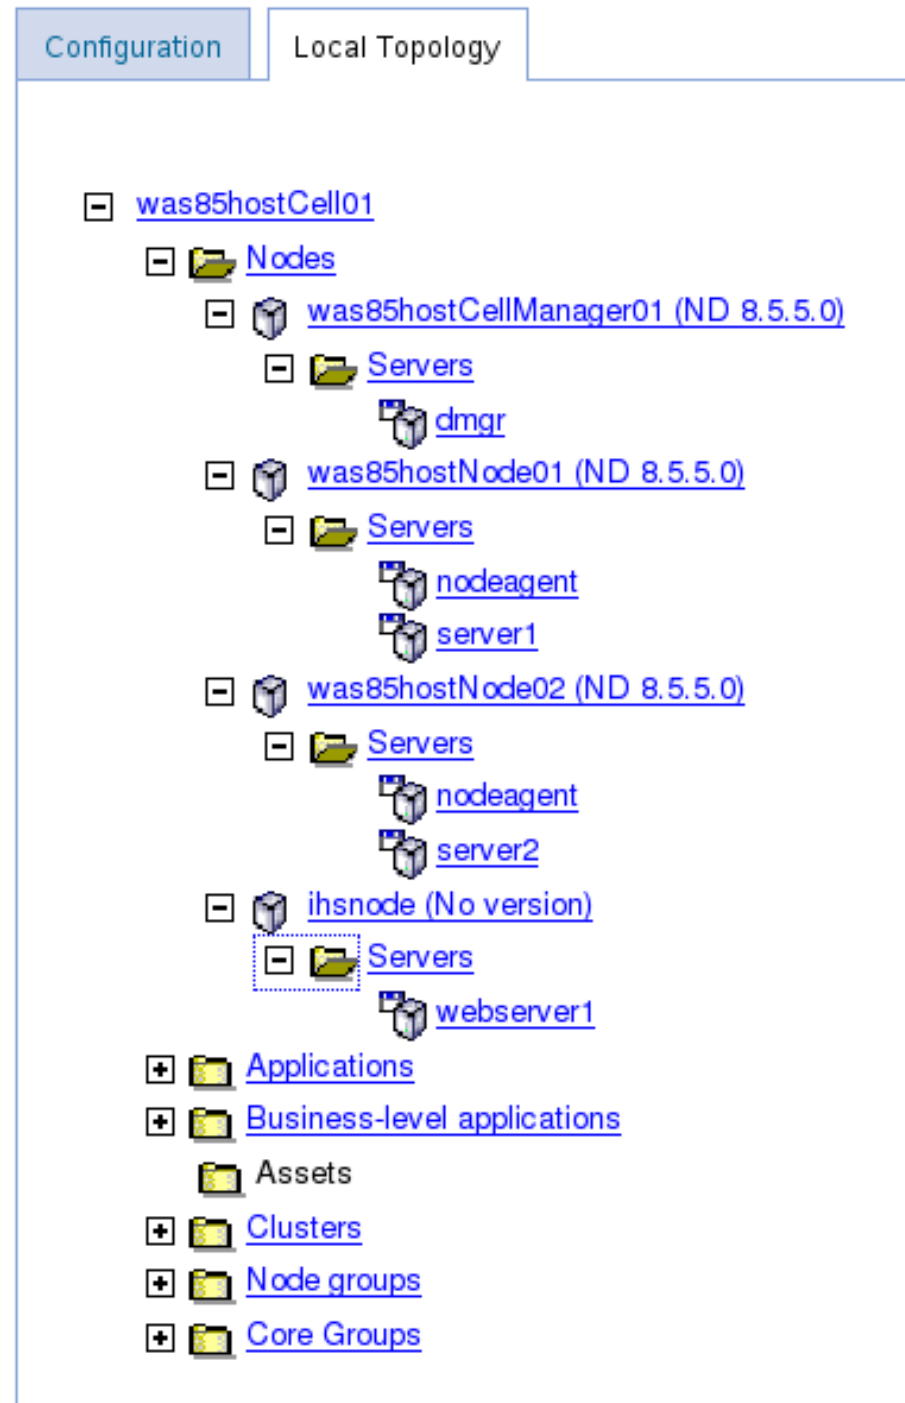 Configuration Local Topology
was85hostCell01
Nodes
was85hostCellManager01 (ND 8.5.5.0)
Servers
dmgr
was85hostNode01 (ND 8.5.5.0)
Servers
nodeagent
server1
was85hostNode02 (ND 8.5.5.0)
Servers
nodeagent
server2
ihsnode (No version)
Servers
webserver1
Applications
Business-level applications
Assets
Clusters
Node groups
Core Groups